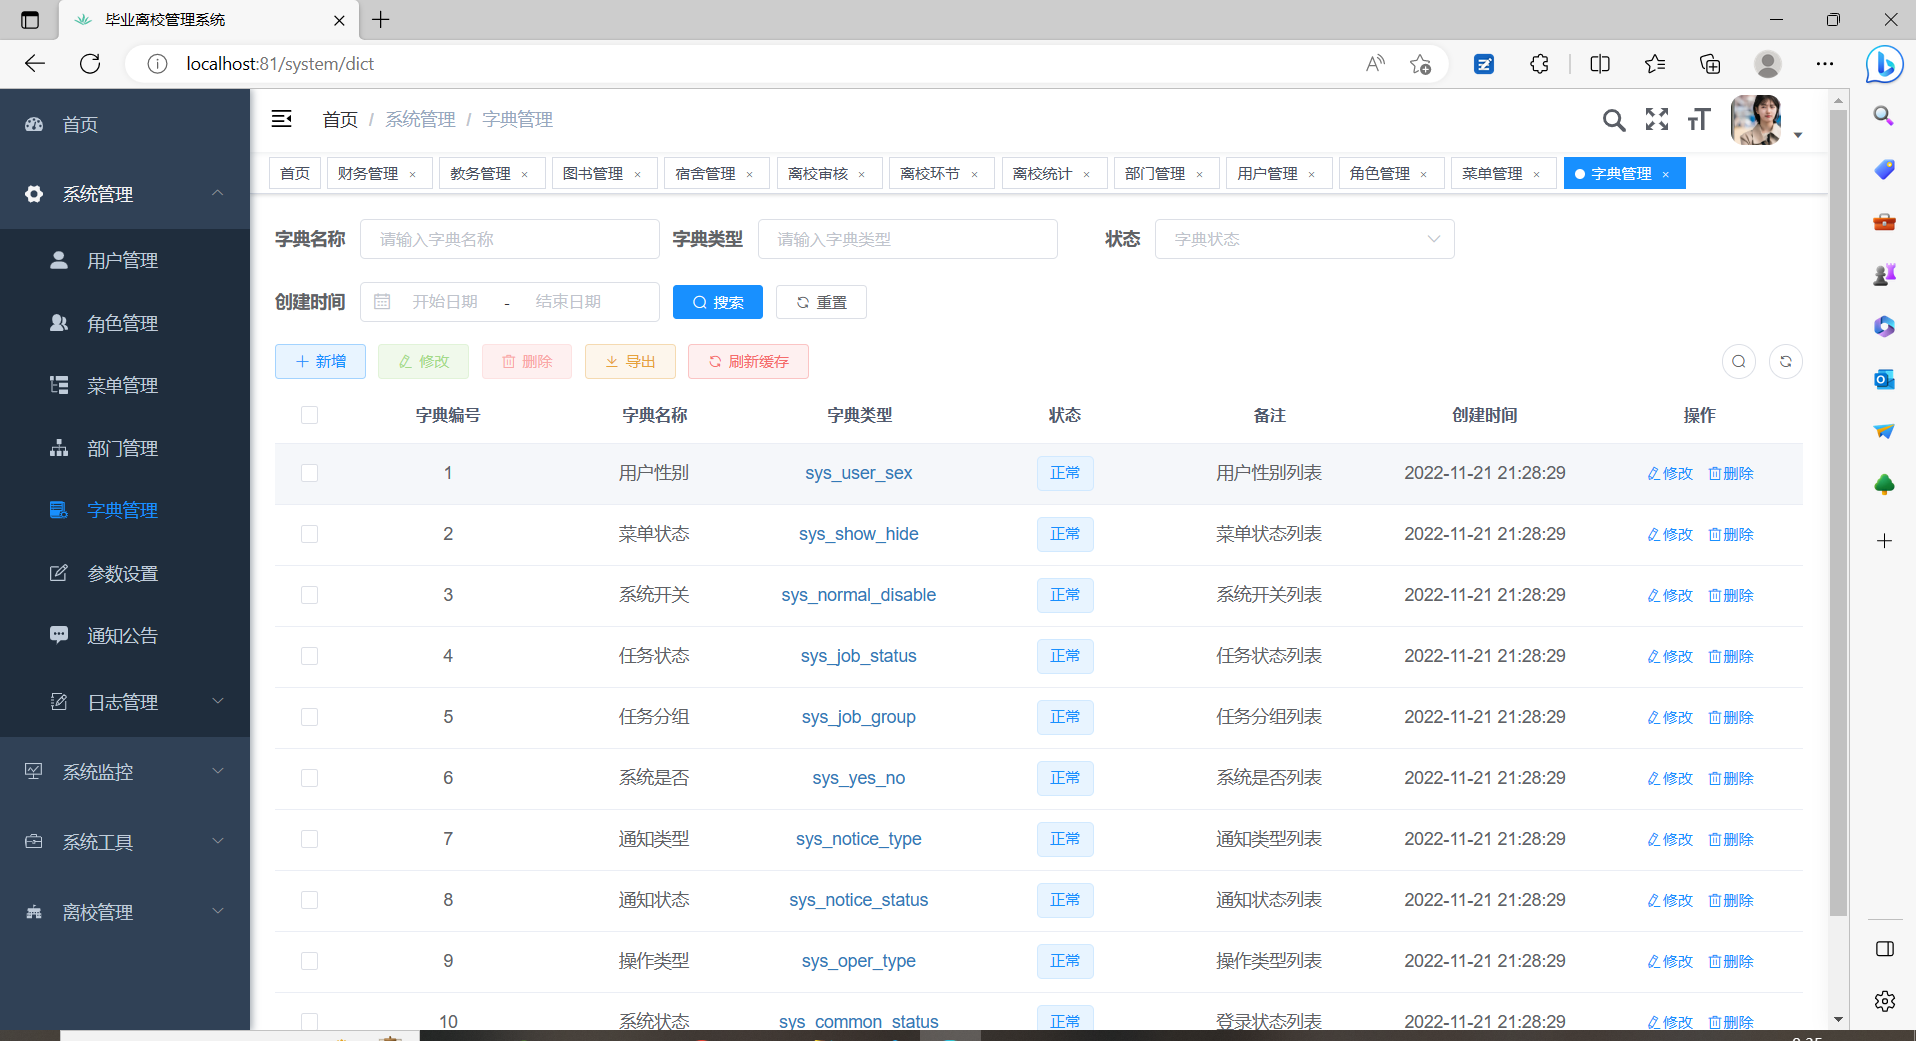 毕业离校管理系统
localhost:81/system/dict
首页
系统管理
用户管理
角色管理
菜单管理
部门管理
字典管理
参数设置
通知公告
日志管理
系统监控
系统工具
离校管理
首页 / 系统管理 / 字典管理
首页 财务管理 × 教务管理 × 图书管理 × 宿舍管理 × 离校审核 × 离校环节 × 离校统计 × 部门管理 × 用户管理 × 角色管理 × 菜单管理 × 字典管理 ×
字典名称 请输入字典名称 字典类型 请输入字典类型 状态 字典状态
创建时间 开始日期 - 结束日期 搜索 重置
新增 修改 删除 导出 刷新缓存
字典编号 字典名称 字典类型 状态 备注 创建时间 操作
1 用户性别 sys_user_sex 正常 用户性别列表 2022-11-21 21:28:29 修改 删除
2 菜单状态 sys_show_hide 正常 菜单状态列表 2022-11-21 21:28:29 修改 删除
3 系统开关 sys_normal_disable 正常 系统开关列表 2022-11-21 21:28:29 修改 删除
4 任务状态 sys_job_status 正常 任务状态列表 2022-11-21 21:28:29 修改 删除
5 任务分组 sys_job_group 正常 任务分组列表 2022-11-21 21:28:29 修改 删除
6 系统是否 sys_yes_no 正常 系统是否列表 2022-11-21 21:28:29 修改 删除
7 通知类型 sys_notice_type 正常 通知类型列表 2022-11-21 21:28:29 修改 删除
8 通知状态 sys_notice_status 正常 通知状态列表 2022-11-21 21:28:29 修改 删除
9 操作类型 sys_oper_type 正常 操作类型列表 2022-11-21 21:28:29 修改 删除
10 系统状态 sys_common_status 正常 登录状态列表 2022-11-21 21:28:29 修改 删除